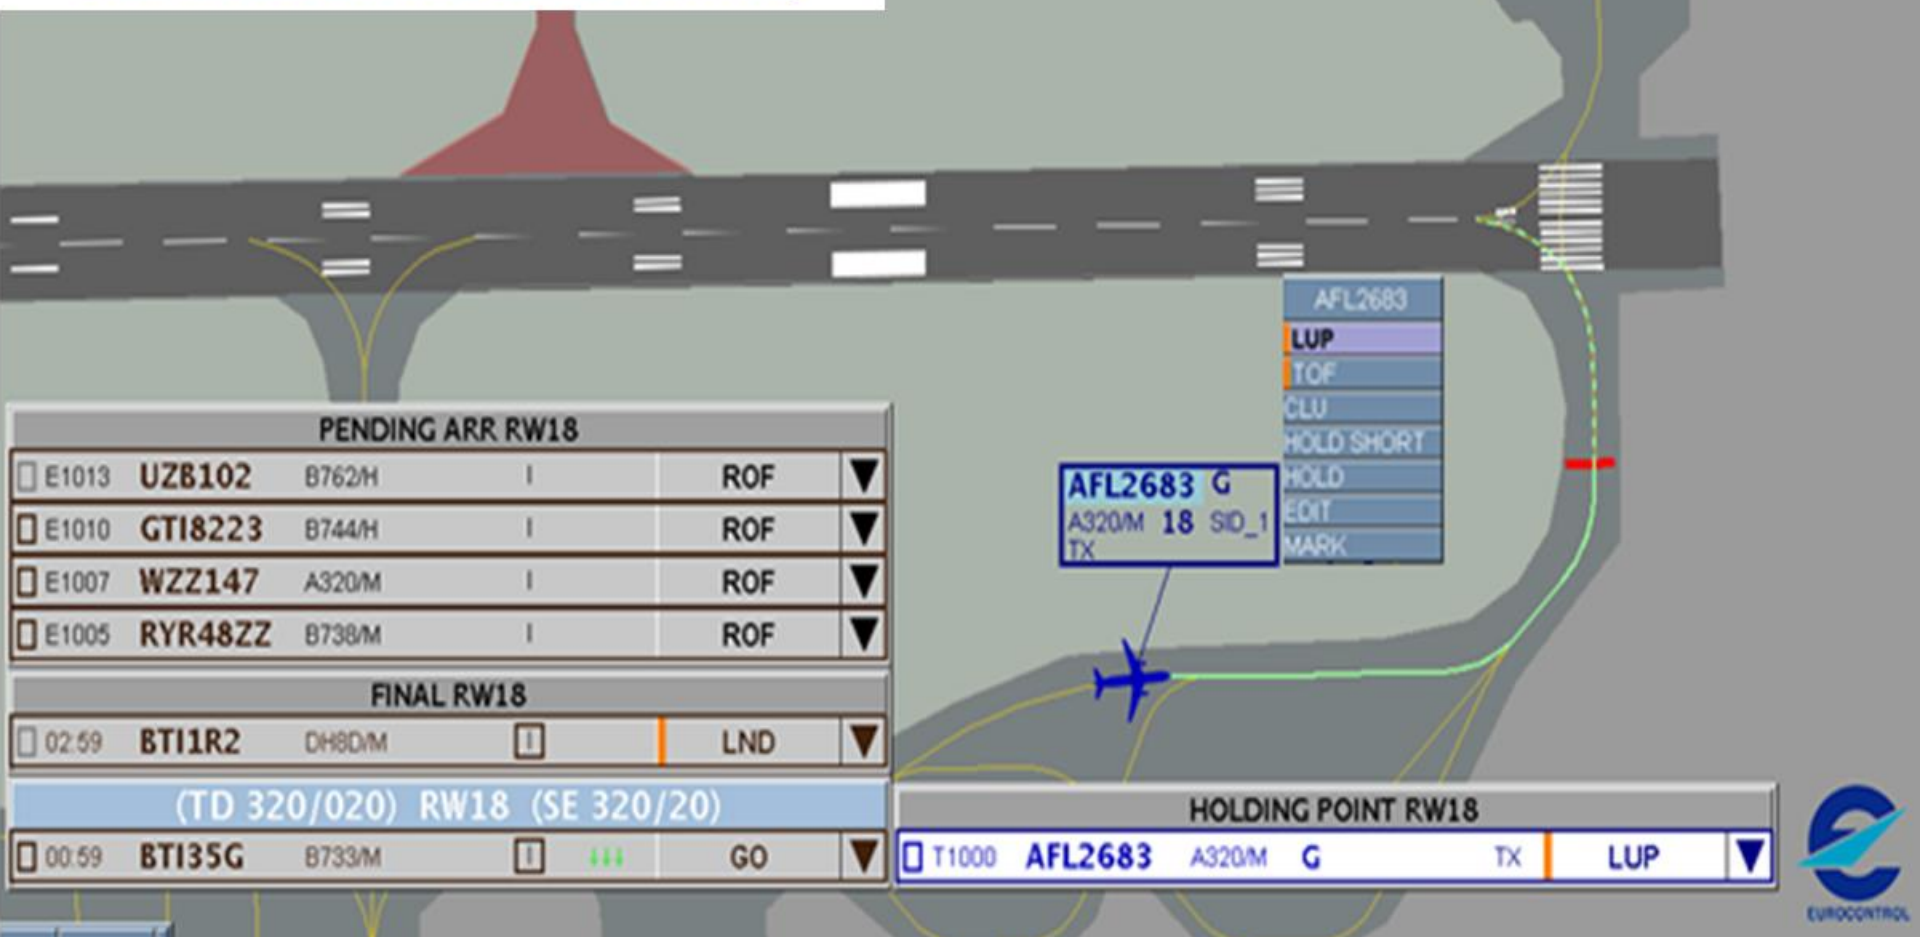 AFL2683
LUP
TOF
CLU
HOLD SHORT
HOLD
EDIT
MARK
AFL2683 G
A320/M 18 SID_1
TX
PENDING ARR RW18
E1013 UZB102 B762/H I ROF
E1010 GTI8223 B744/H I ROF
E1007 WZZ147 A320/M I ROF
E1005 RYR48ZZ B738/M I ROF
FINAL RW18
02:59 BTI1R2 DH8D/M I LND
(TD 320/020) RW18 (SE 320/20)
00:59 BTI35G B733/M I ↓↓↓ GO
HOLDING POINT RW18
T1000 AFL2683 A320/M G TX LUP
EUROCONTROL